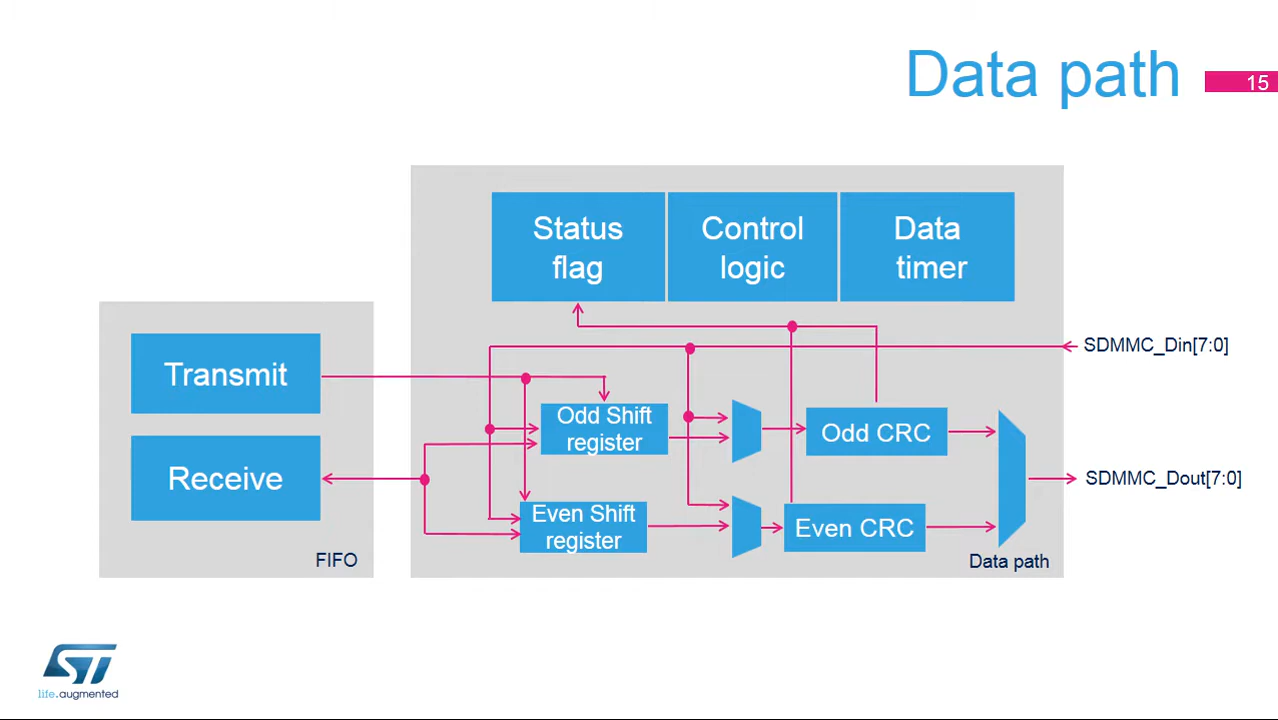 Data path
15
Status
flag
Control
logic
Data
timer
Transmit
Receive
FIFO
SDMMC_Din[7:0]
Odd Shift
register
Odd CRC
SDMMC_Dout[7:0]
Even Shift
register
Even CRC
Data path
ST
life.augmented